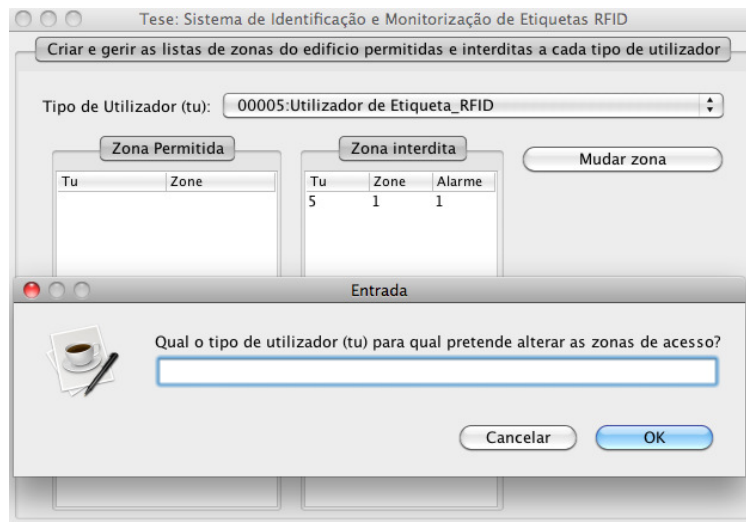 Tese: Sistema de Identificação e Monitorização de Etiquetas RFID
Criar e gerir as listas de zonas do edificio permitidas e interditas a cada tipo de utilizador
Tipo de Utilizador (tu): 00005:Utilizador de Etiqueta_RFID
Zona Permitida Zona interdita Mudar zona
Tu Zone Tu Zone Alarme
5 1 1
Entrada
Qual o tipo de utilizador (tu) para qual pretende alterar as zonas de acesso?
Cancelar OK